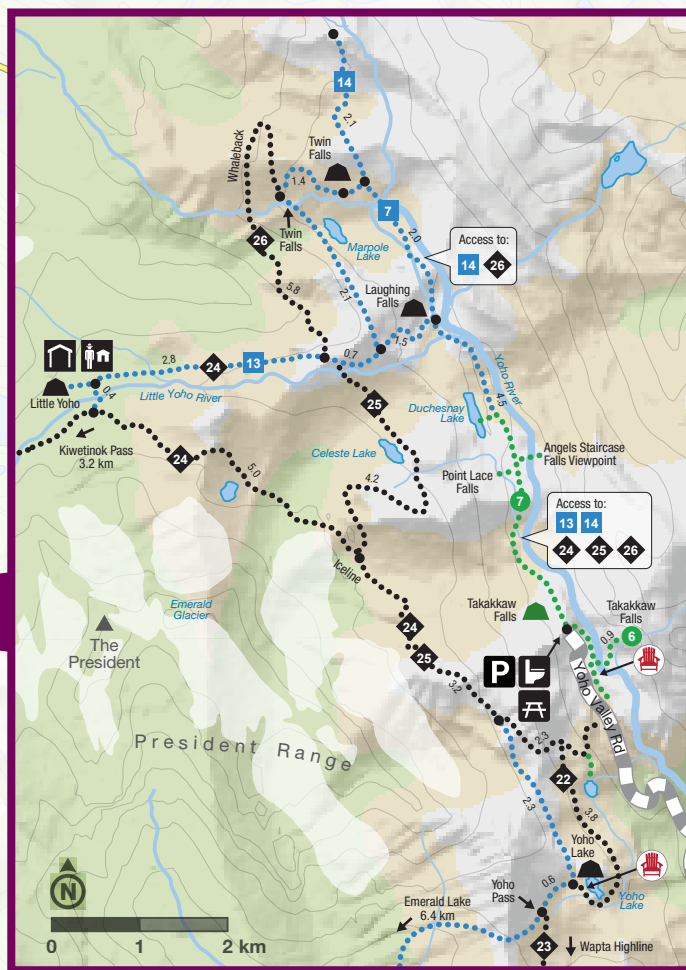 14
2.1
Whaleback
Twin
Falls
1.4
7
2.0
Twin
Falls
Marpole
Lake
Access to:
14 26
26
5.8
2.1
Laughing
Falls
2.8
24
13
0.7
1.5
Little Yoho
0.4
Little Yoho River
Yoho River
4.5
25
Duchesnay
Lake
Kiwetinok Pass
3.2 km
24
5.0
Celeste Lake
4.2
Angels Staircase
Falls Viewpoint
Point Lace
Falls
7
Access to:
13 14
24 25 26
Iceline
Emerald
Glacier
The
President
24
25
Takakkaw
Falls
Takakkaw
Falls
6
0.9
P
3.2
Yoho Valley Rd
President Range
2.3
22
2.3
3.8
Yoho
Lake
Yoho
Pass
0.6
Yoho
Lake
N
Emerald Lake
6.4 km
0 1 2 km
23
Wapta Highline